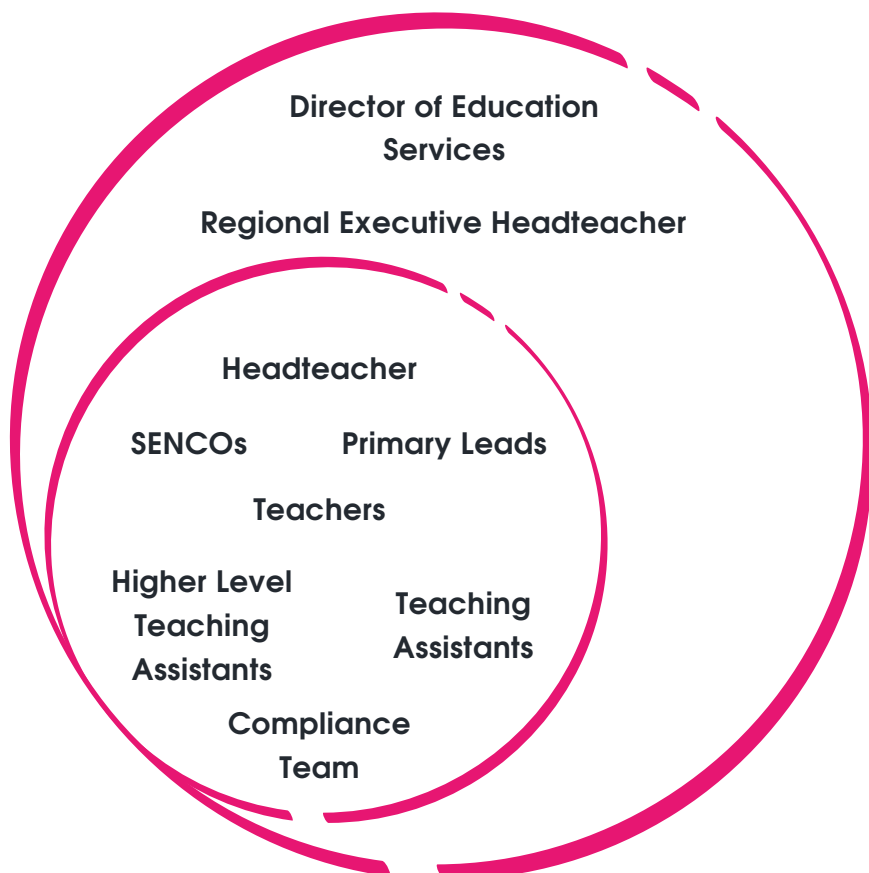 Director of Education
Services
Regional Executive Headteacher
Headteacher
SENCOs
Primary Leads
Teachers
Higher Level
Teaching
Assistants
Teaching
Assistants
Compliance
Team